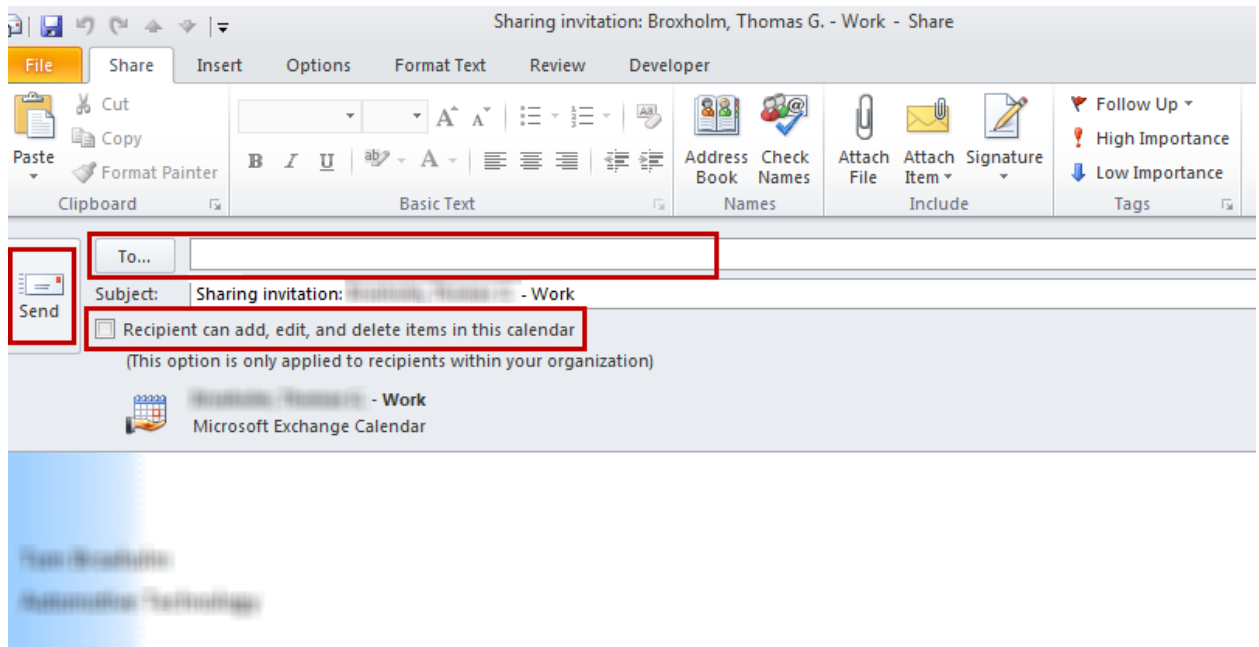 Sharing invitation: Broxholm, Thomas G. - Work - Share
File Share Insert Options Format Text Review Developer
Paste
Cut
Copy
Format Painter
Clipboard
B I U
Basic Text
Address Book
Check Names
Names
Attach File
Attach Item
Signature
Include
Follow Up
High Importance
Low Importance
Tags
Send
To...
Subject: Sharing invitation: - Work
Recipient can add, edit, and delete items in this calendar
(This option is only applied to recipients within your organization)
- Work
Microsoft Exchange Calendar